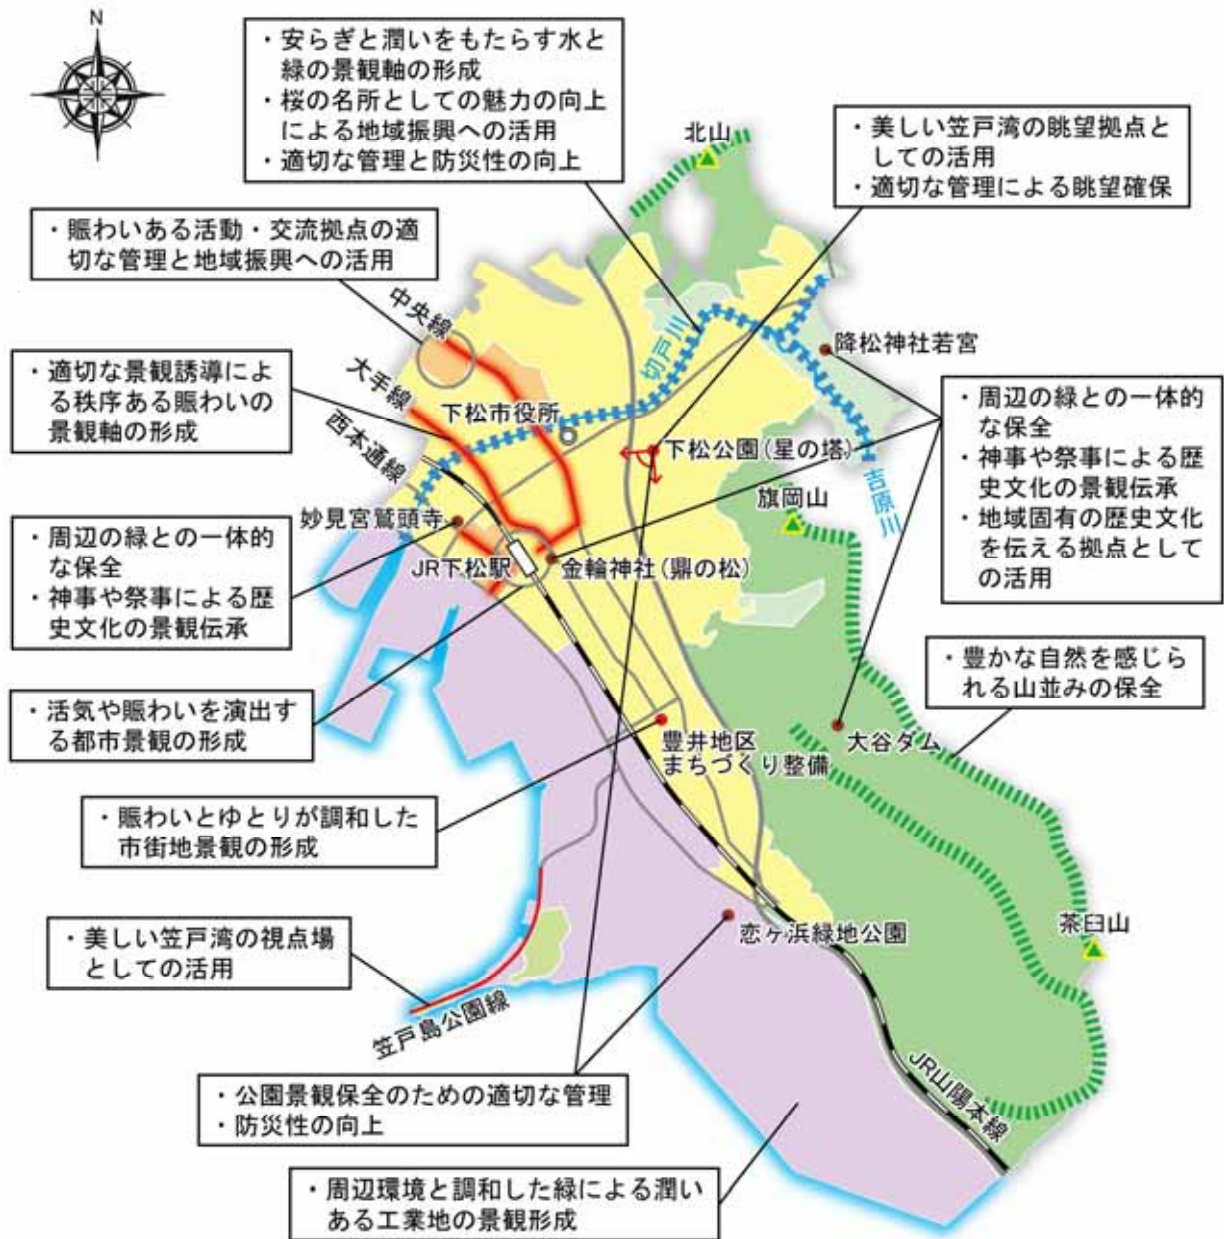 N
・安らぎと潤いをもたらす水と
緑の景観軸の形成
・桜の名所としての魅力の向上
による地域振興への活用
・適切な管理と防災性の向上
北山
・美しい笠戸湾の眺望拠点と
しての活用
・適切な管理による眺望確保
・賑わいある活動・交流拠点の適
切な管理と地域振興への活用
中央線
大手線
西本通線
・適切な景観誘導によ
る秩序ある賑わいの
景観軸の形成
下松市役所
切戸川
降松神社若宮
下松公園(星の塔)
吉原川
旗岡山
・周辺の緑との一体的
な保全
・神事や祭事による歴
史文化の景観伝承
・地域固有の歴史文化
を伝える拠点として
の活用
妙見宮鷲頭寺
JR下松駅
金輪神社(鼎の松)
・周辺の緑との一体的
な保全
・神事や祭事による歴
史文化の景観伝承
・豊かな自然を感じら
れる山並みの保全
・活気や賑わいを演出す
る都市景観の形成
豊井地区
まちづくり整備
大谷ダム
・賑わいとゆとりが調和した
市街地景観の形成
恋ヶ浜緑地公園
茶臼山
・美しい笠戸湾の視点場
としての活用
笠戸島公園線
JR山陽本線
・公園景観保全のための適切な管理
・防災性の向上
・周辺環境と調和した緑による潤い
ある工業地の景観形成